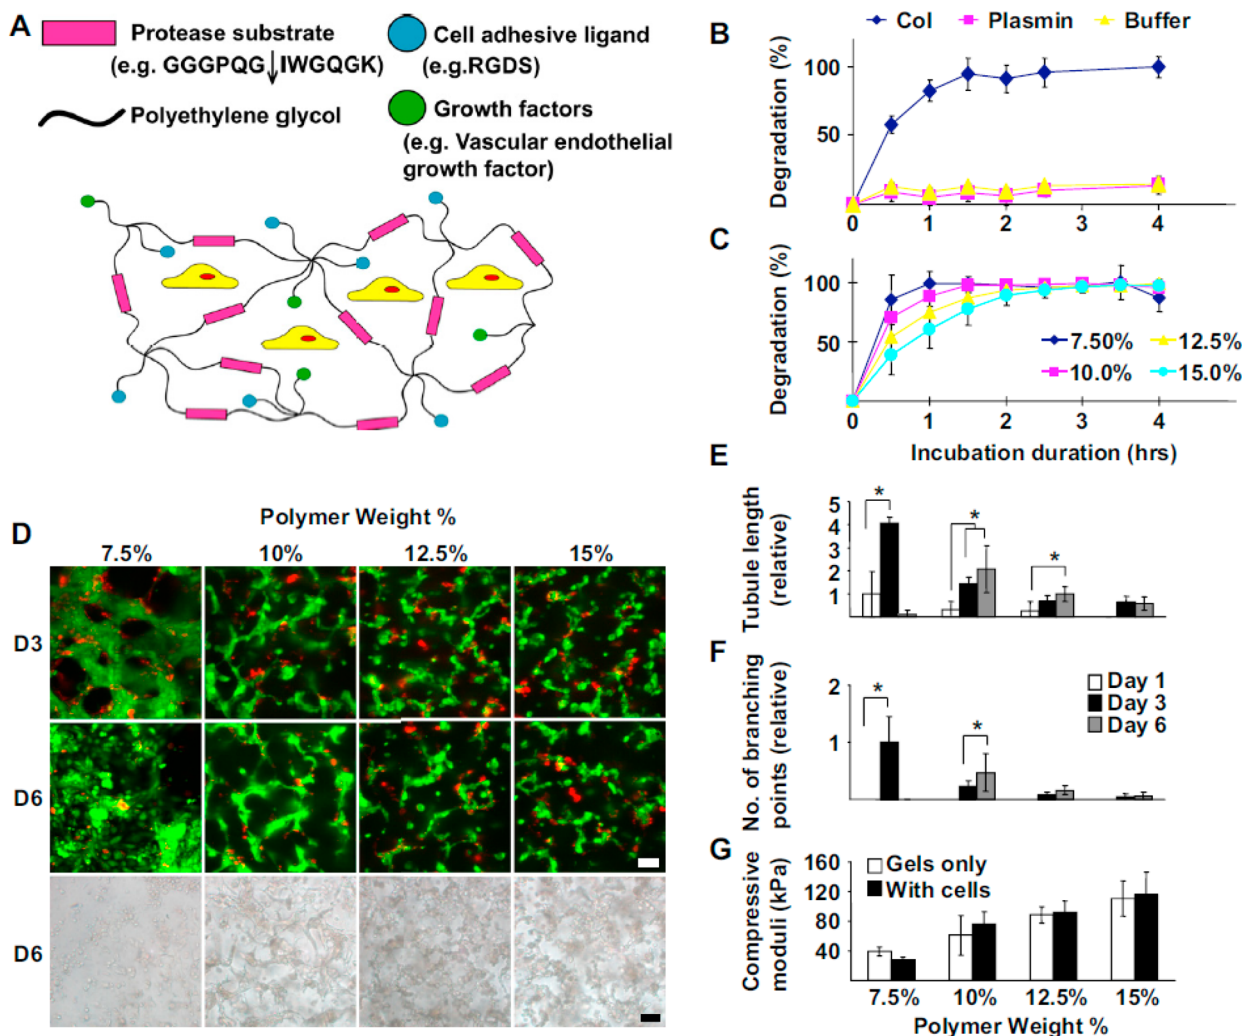 A
Protease substrate
(e.g. GGGPQG↓IWGQGK)
Polyethylene glycol
Cell adhesive ligand
(e.g.RGDS)
Growth factors
(e.g. Vascular endothelial
growth factor)
B
Col Plasmin Buffer
Degradation (%)
100
50
0 1 2 3 4
C
Degradation (%)
100
50
7.50% 12.5%
10.0% 15.0%
0 1 2 3 4
Incubation duration (hrs)
D
Polymer Weight %
7.5% 10% 12.5% 15%
D3
D6
D6
E
Tubule length
(relative)
5
4
3
2
1
* * *
F
No. of branching
points (relative)
2
1
* *
Day 1
Day 3
Day 6
G
Compressive
moduli (kPa)
160
120
80
40
Gels only
With cells
7.5% 10% 12.5% 15%
Polymer Weight %